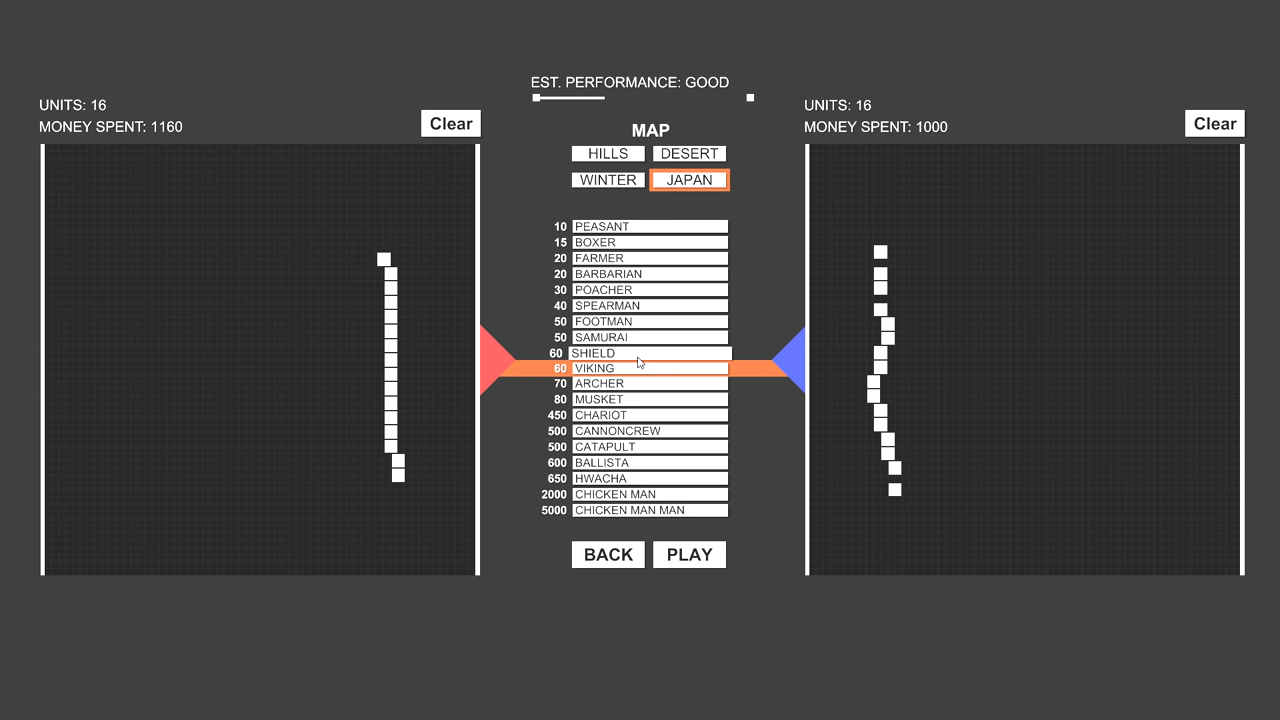 EST. PERFORMANCE: GOOD
UNITS: 16
MONEY SPENT: 1160
Clear
UNITS: 16
MONEY SPENT: 1000
Clear
MAP
HILLS DESERT
WINTER JAPAN
10 PEASANT
15 BOXER
20 FARMER
20 BARBARIAN
30 POACHER
40 SPEARMAN
50 FOOTMAN
50 SAMURAI
60 SHIELD
60 VIKING
70 ARCHER
80 MUSKET
450 CHARIOT
500 CANNONCREW
500 CATAPULT
600 BALLISTA
650 HWACHA
2000 CHICKEN MAN
5000 CHICKEN MAN MAN
BACK PLAY